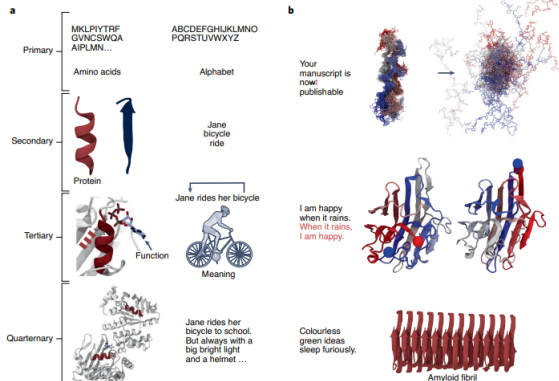 a
Primary
MKLPIYTRF
GVNCSWQA
AIPLMN…
Amino acids
ABCDEFGHIJKLMNO
PQRSTUVWXYZ
Alphabet
Secondary
Protein
Jane
bicycle
ride
Tertiary
Function
Jane rides her bicycle
Meaning
Quarternary
Jane rides her
bicycle to school.
But always with a
big bright light
and a helmet …
b
Your
manuscript is
nowt
publishable
I am happy
when it rains.
When it rains,
I am happy.
Colourless
green ideas
sleep furiously.
Amyloid fibril